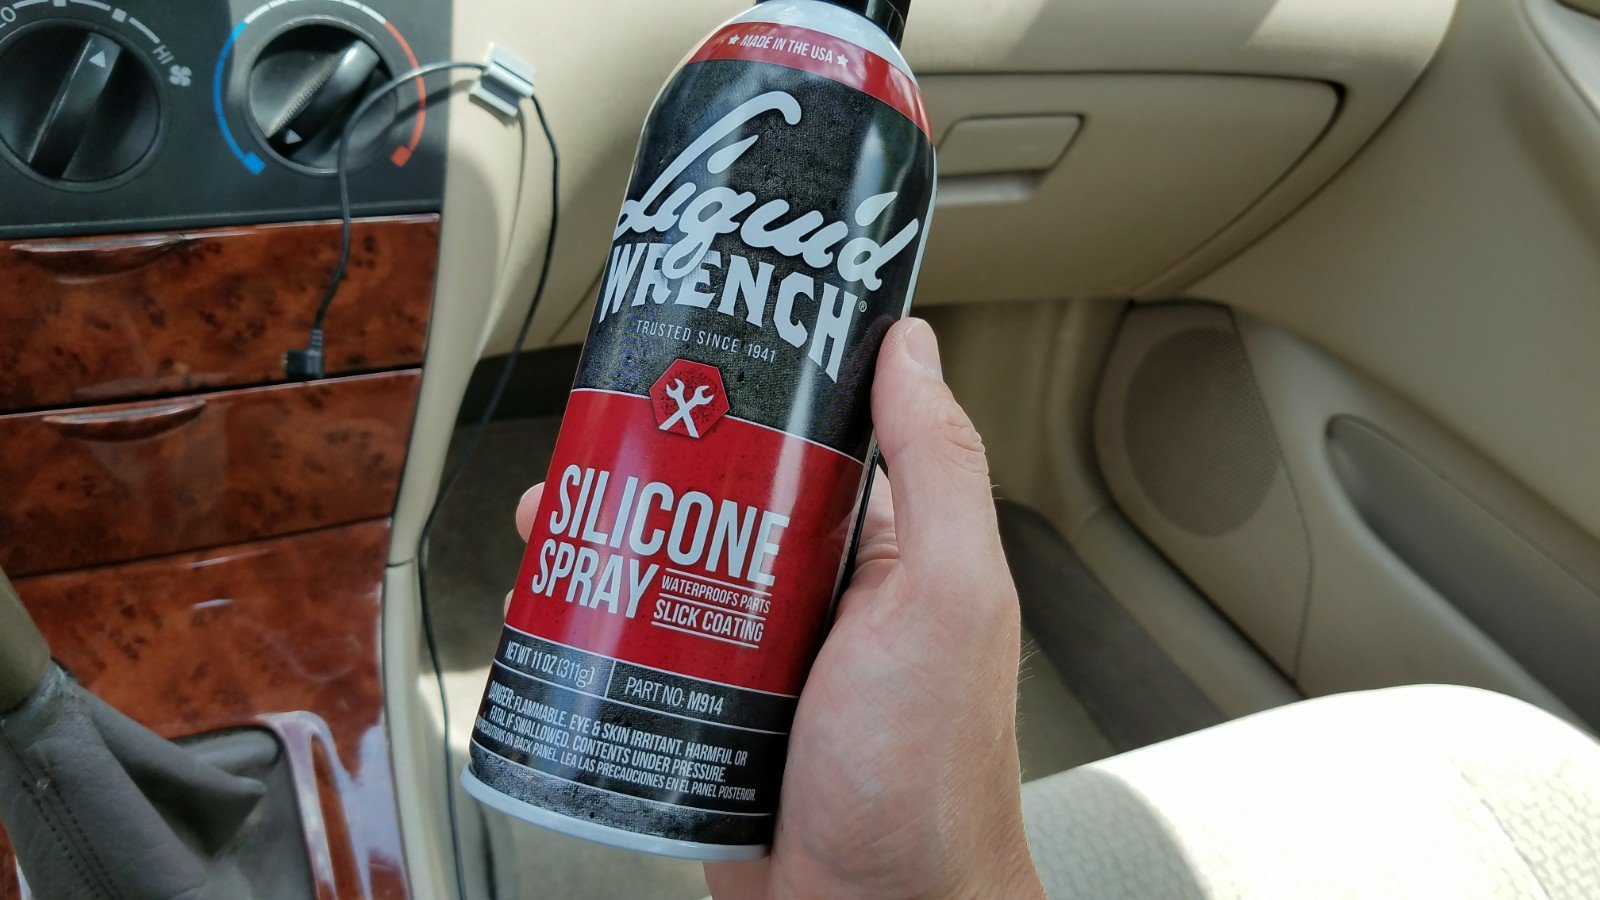 LO
HI
★ MADE IN THE USA ★
Liquid
WRENCH®
TRUSTED SINCE 1941
SILICONE
SPRAY
WATERPROOFS PARTS
SLICK COATING
NET WT 11 OZ (311g)
PART NO: M914
DANGER: FLAMMABLE. EYE & SKIN IRRITANT. HARMFUL OR
FATAL IF SWALLOWED. CONTENTS UNDER PRESSURE.
ON BACK PANEL. LEA LAS PRECAUCIONES EN EL PANEL POSTERIOR.